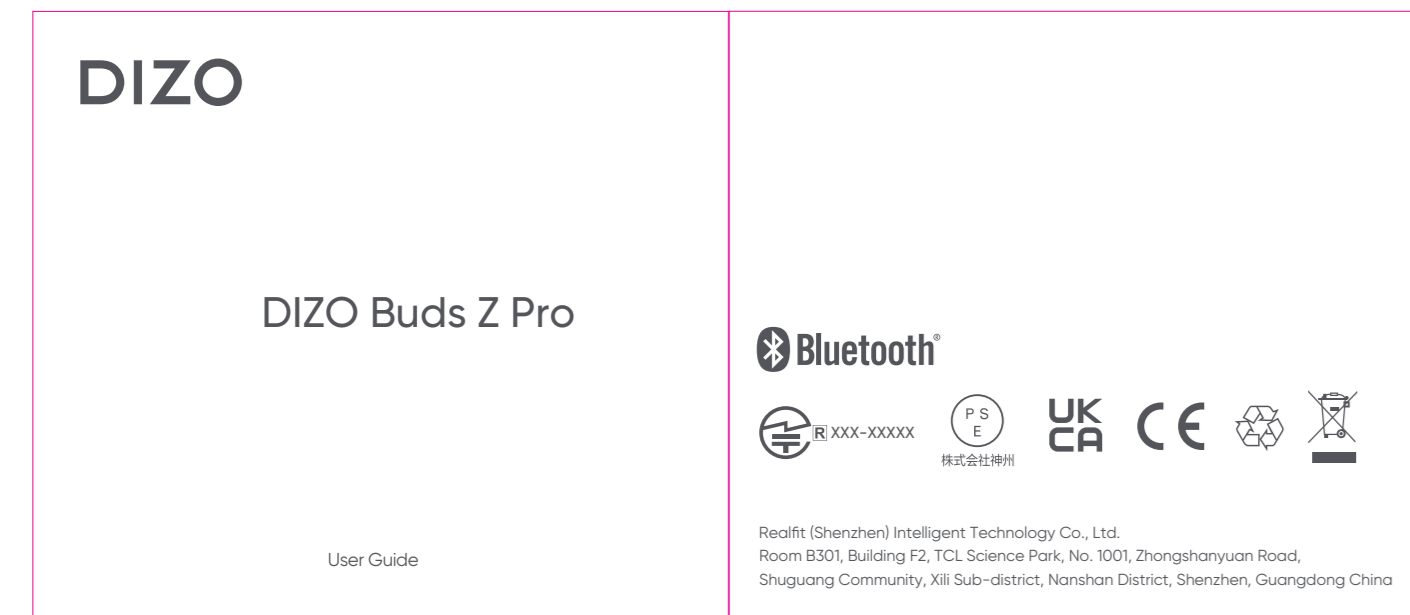 DIZO
DIZO Buds Z Pro
User Guide
Bluetooth®
R XXX-XXXXX
P S
E
株式会社神州
UK
CA
CE
Realfit (Shenzhen) Intelligent Technology Co., Ltd.
Room B301, Building F2, TCL Science Park, No. 1001, Zhongshanyuan Road,
Shuguang Community, Xili Sub-district, Nanshan District, Shenzhen, Guangdong China